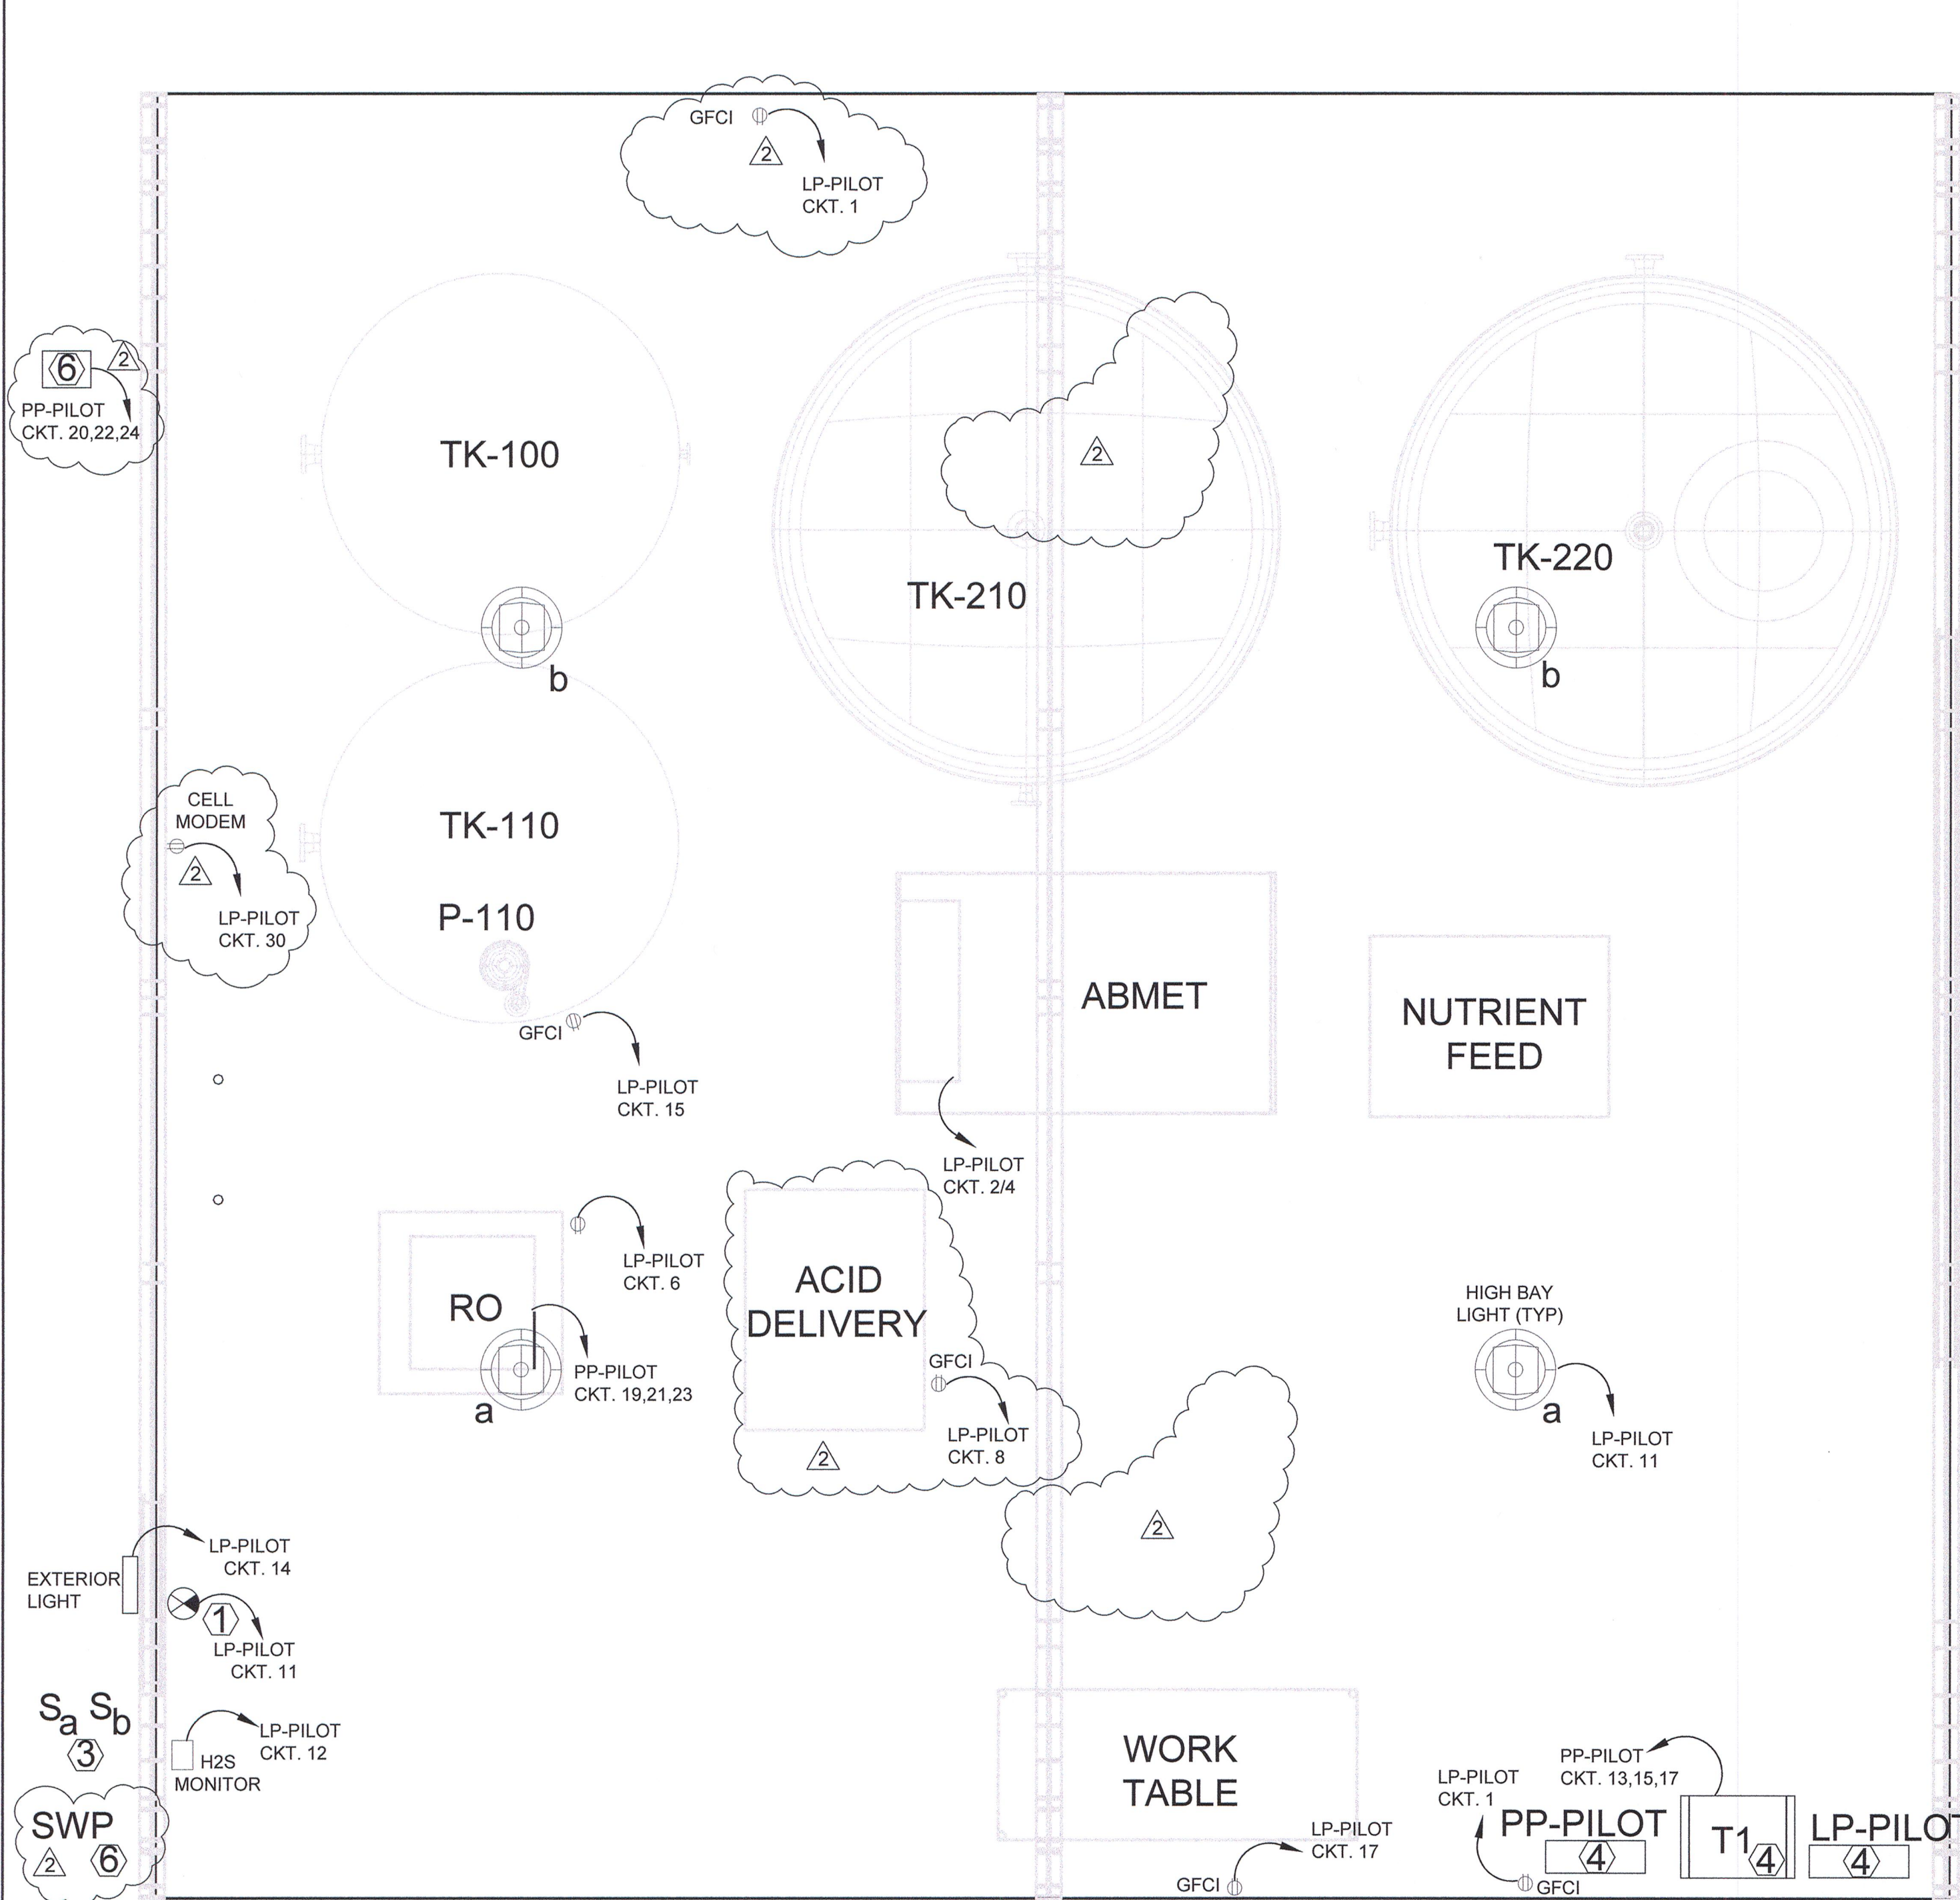 GFCI
2
LP-PILOT
CKT. 1
6
2
PP-PILOT
CKT. 20,22,24
TK-100
2
TK-210
TK-220
b
b
CELL
MODEM
2
LP-PILOT
CKT. 30
TK-110
P-110
GFCI
LP-PILOT
CKT. 15
ABMET
NUTRIENT
FEED
LP-PILOT
CKT. 2/4
LP-PILOT
CKT. 6
RO
PP-PILOT
CKT. 19,21,23
a
ACID
DELIVERY
GFCI
LP-PILOT
CKT. 8
2
HIGH BAY
LIGHT (TYP)
a
LP-PILOT
CKT. 11
2
LP-PILOT
CKT. 14
EXTERIOR
LIGHT
1
LP-PILOT
CKT. 11
Sa Sb
3
LP-PILOT
CKT. 12
H2S
MONITOR
SWP
2 6
WORK
TABLE
LP-PILOT
CKT. 17
GFCI
PP-PILOT
CKT. 13,15,17
LP-PILOT
CKT. 1
PP-PILOT
4
GFCI
T1
4
LP-PILO
4